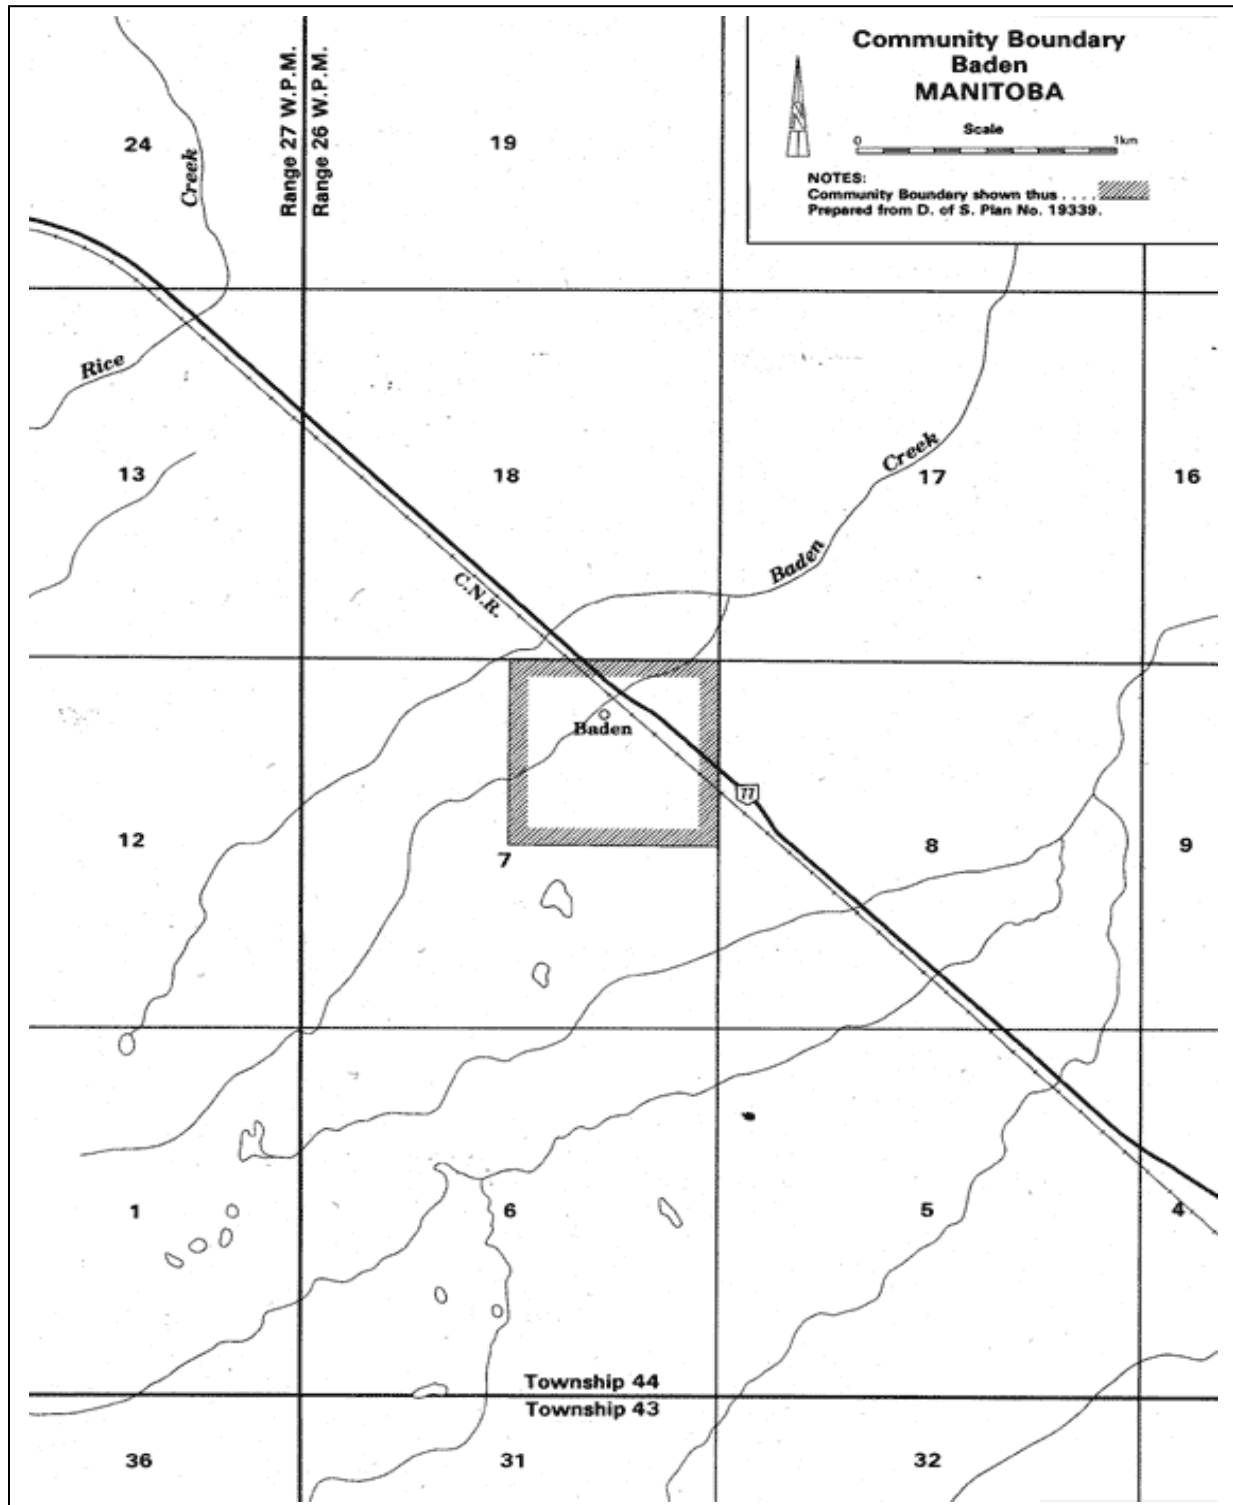 Community Boundary
Baden
MANITOBA
Scale
0 1km
NOTES:
Community Boundary shown thus . . . .
Prepared from D. of S. Plan No. 19339.
N
Range 27 W.P.M.
Range 26 W.P.M.
24
Creek
19
Rice
13
18
Creek
17
16
Baden
C.N.R.
Baden
77
12
7
8
9
1
6
5
4
Township 44
Township 43
36
31
32